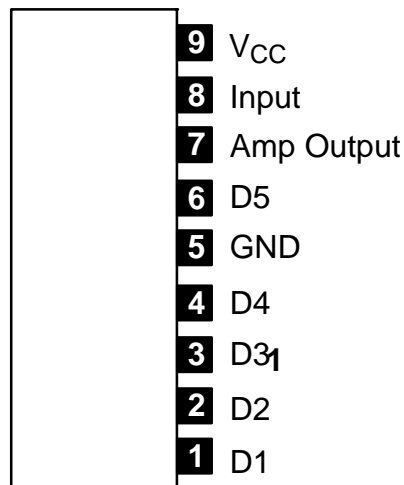 9 VCC
8 Input
7 Amp Output
6 D5
5 GND
4 D4
3 D31
2 D2
1 D1